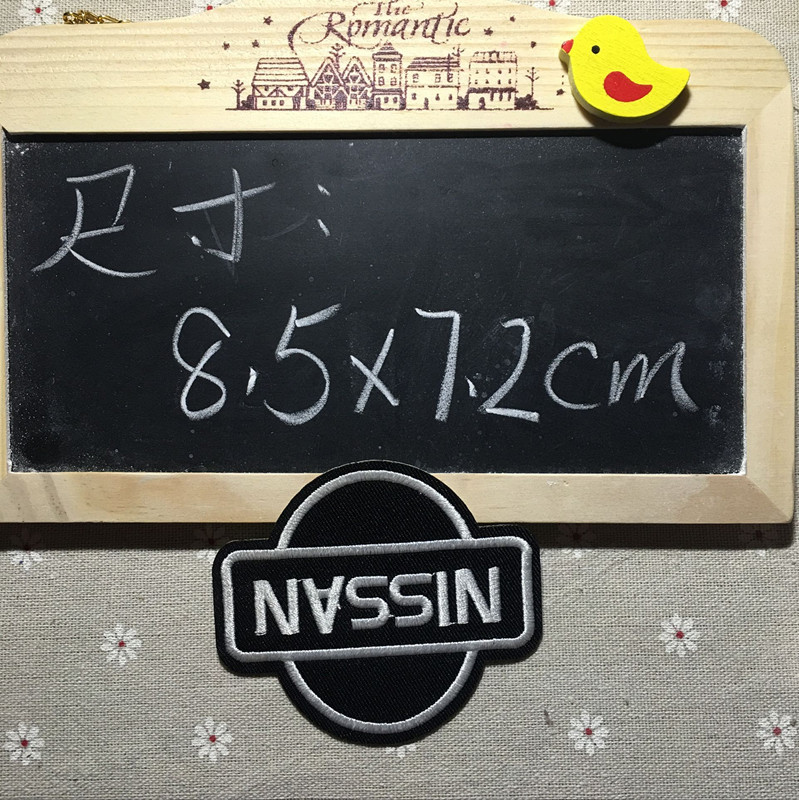 The
Romantic
尺寸:
8.5x7.2cm
NISSAN